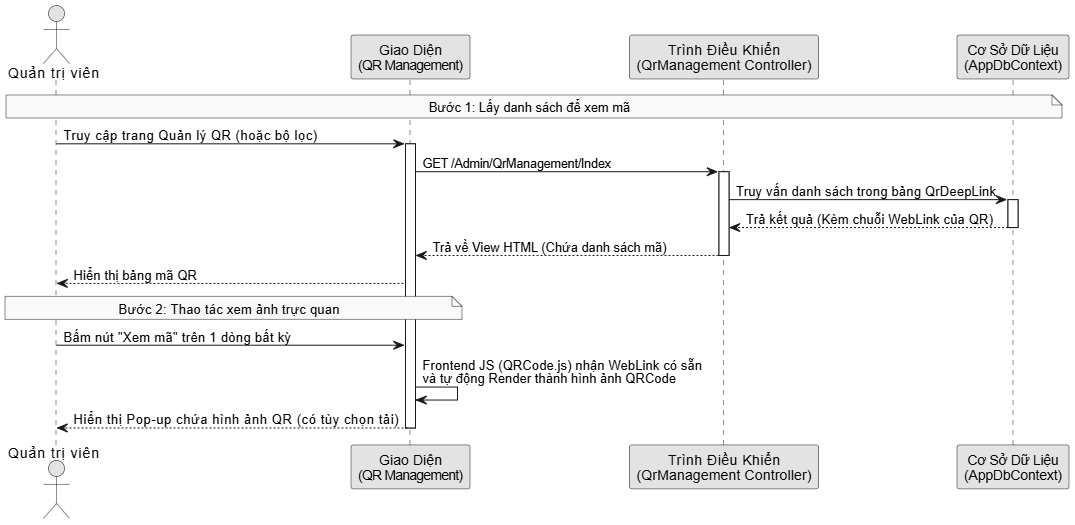 Quản trị viên
Giao Diện
(QR Management)
Trình Điều Khiển
(QrManagement Controller)
Cơ Sở Dữ Liệu
(AppDbContext)
Bước 1: Lấy danh sách để xem mã
Truy cập trang Quản lý QR (hoặc bộ lọc)
GET /Admin/QrManagement/Index
Truy vấn danh sách trong bảng QrDeepLink
Trả kết quả (Kèm chuỗi WebLink của QR)
Trả về View HTML (Chứa danh sách mã)
Hiển thị bảng mã QR
Bước 2: Thao tác xem ảnh trực quan
Bấm nút "Xem mã" trên 1 dòng bất kỳ
Frontend JS (QRCode.js) nhận WebLink có sẵn
và tự động Render thành hình ảnh QRCode
Hiển thị Pop-up chứa hình ảnh QR (có tùy chọn tải)
Quản trị viên
Giao Diện
(QR Management)
Trình Điều Khiển
(QrManagement Controller)
Cơ Sở Dữ Liệu
(AppDbContext)